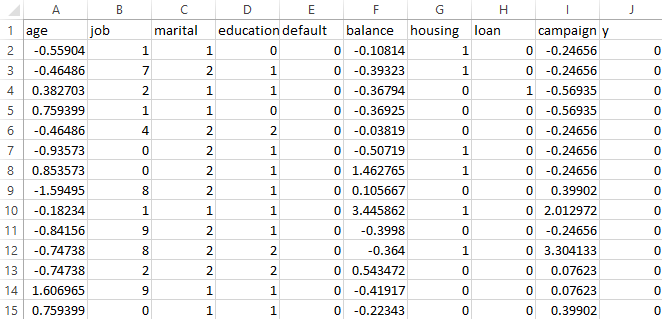 A B C D E F G H I J
1 age job marital education default balance housing loan campaign y
2 -0.55904 1 1 0 0 -0.10814 1 0 -0.24656 0
3 -0.46486 7 2 1 0 -0.39323 1 0 -0.24656 0
4 0.382703 2 1 1 0 -0.36794 0 1 -0.56935 0
5 0.759399 1 1 0 0 -0.36925 0 0 -0.56935 0
6 -0.46486 4 2 2 0 -0.03819 0 0 -0.24656 0
7 -0.93573 0 2 1 0 -0.50719 1 0 -0.24656 0
8 0.853573 0 2 1 0 1.462765 1 0 -0.24656 0
9 -1.59495 8 2 1 0 0.105667 0 0 0.39902 0
10 -0.18234 1 1 1 0 3.445862 1 0 2.012972 0
11 -0.84156 9 2 1 0 -0.3998 0 0 -0.24656 0
12 -0.74738 8 2 2 0 -0.364 1 0 3.304133 0
13 -0.74738 2 2 2 0 0.543472 0 0 0.07623 0
14 1.606965 9 1 1 0 -0.41917 0 0 0.07623 0
15 0.759399 0 1 1 0 -0.22343 0 0 0.39902 0